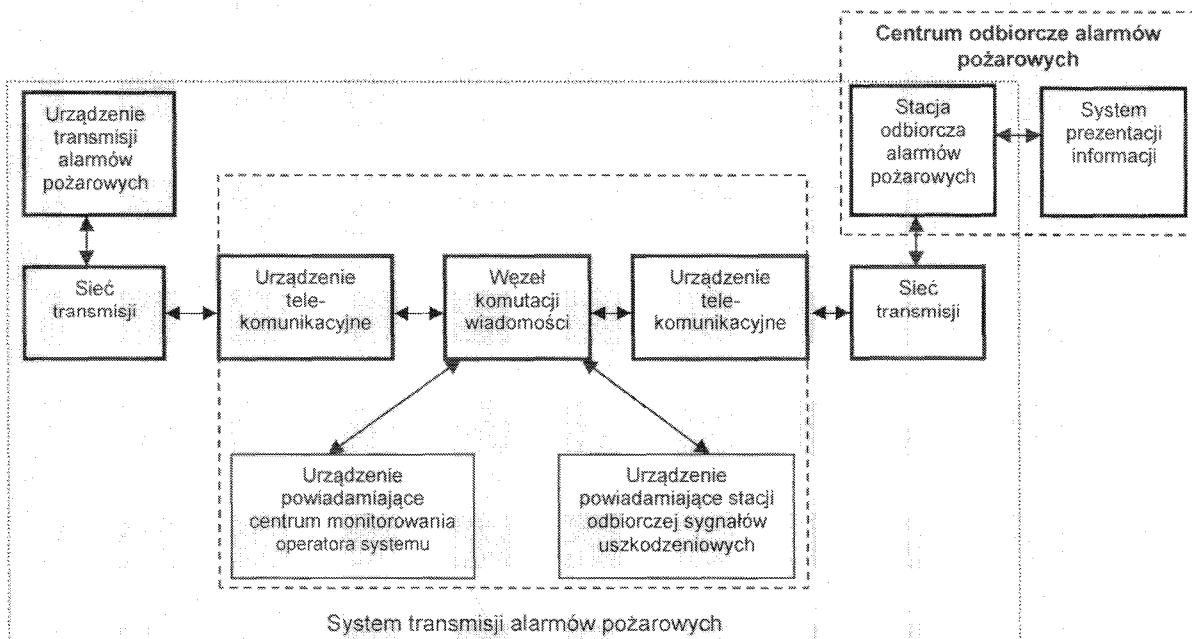 Centrum odbiorcze alarmów
pożarowych
Urządzenie
transmisji
alarmów
pożarowych
Stacja
odbiorcza
alarmów
pożarowych
System
prezentacji
informacji
Sieć
transmisji
Urządzenie
tele-
komunikacyjne
Węzeł
komutacji
wiadomości
Urządzenie
tele-
komunikacyjne
Sieć
transmisji
Urządzenie
powiadamiające
centrum monitorowania
operatora systemu
Urządzenie
powiadamiające stacji
odbiorczej sygnałów
uszkodzeniowych
System transmisji alarmów pożarowych